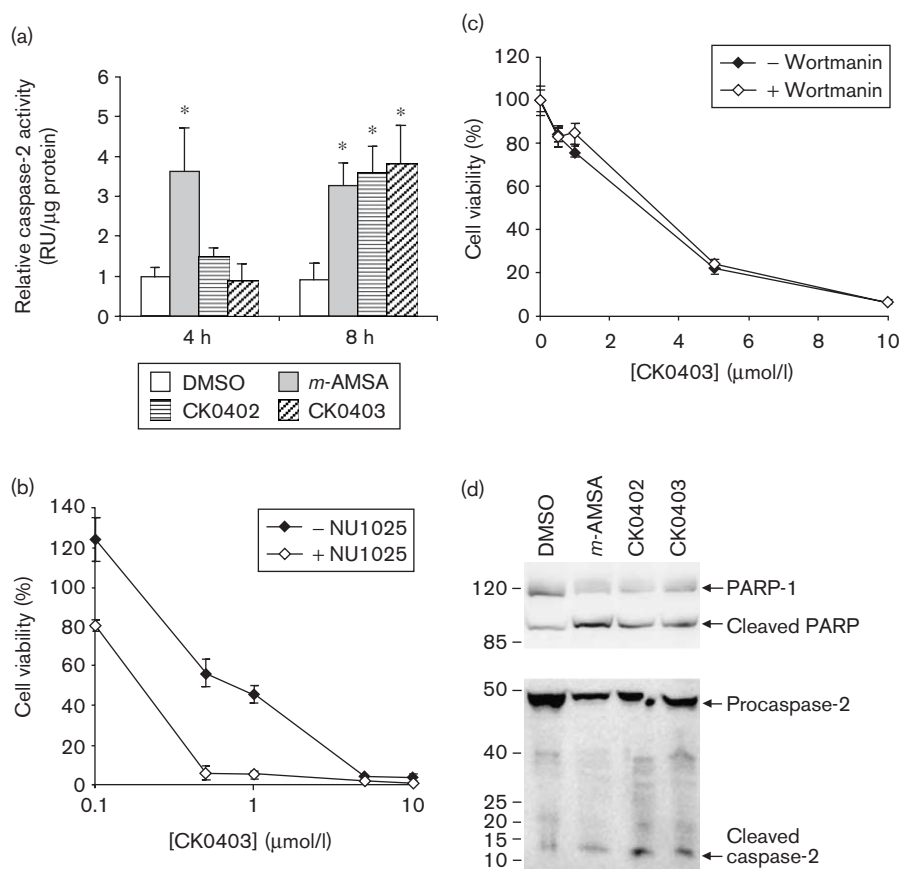 (a)
Relative caspase-2 activity
(RU/µg protein)
6
5
4
3
2
1
0
*
*
*
*
4 h
8 h
DMSO
m-AMSA
CK0402
CK0403
(c)
Cell viability (%)
120
100
80
60
40
20
0
– Wortmanin
+ Wortmanin
0
2
4
6
8
10
[CK0403] (µmol/l)
(b)
Cell viability (%)
140
120
100
80
60
40
20
0
– NU1025
+ NU1025
0.1
1
10
[CK0403] (µmol/l)
(d)
DMSO
m-AMSA
CK0402
CK0403
120
PARP-1
Cleaved PARP
85
50
Procaspase-2
40
25
20
15
10
Cleaved
caspase-2